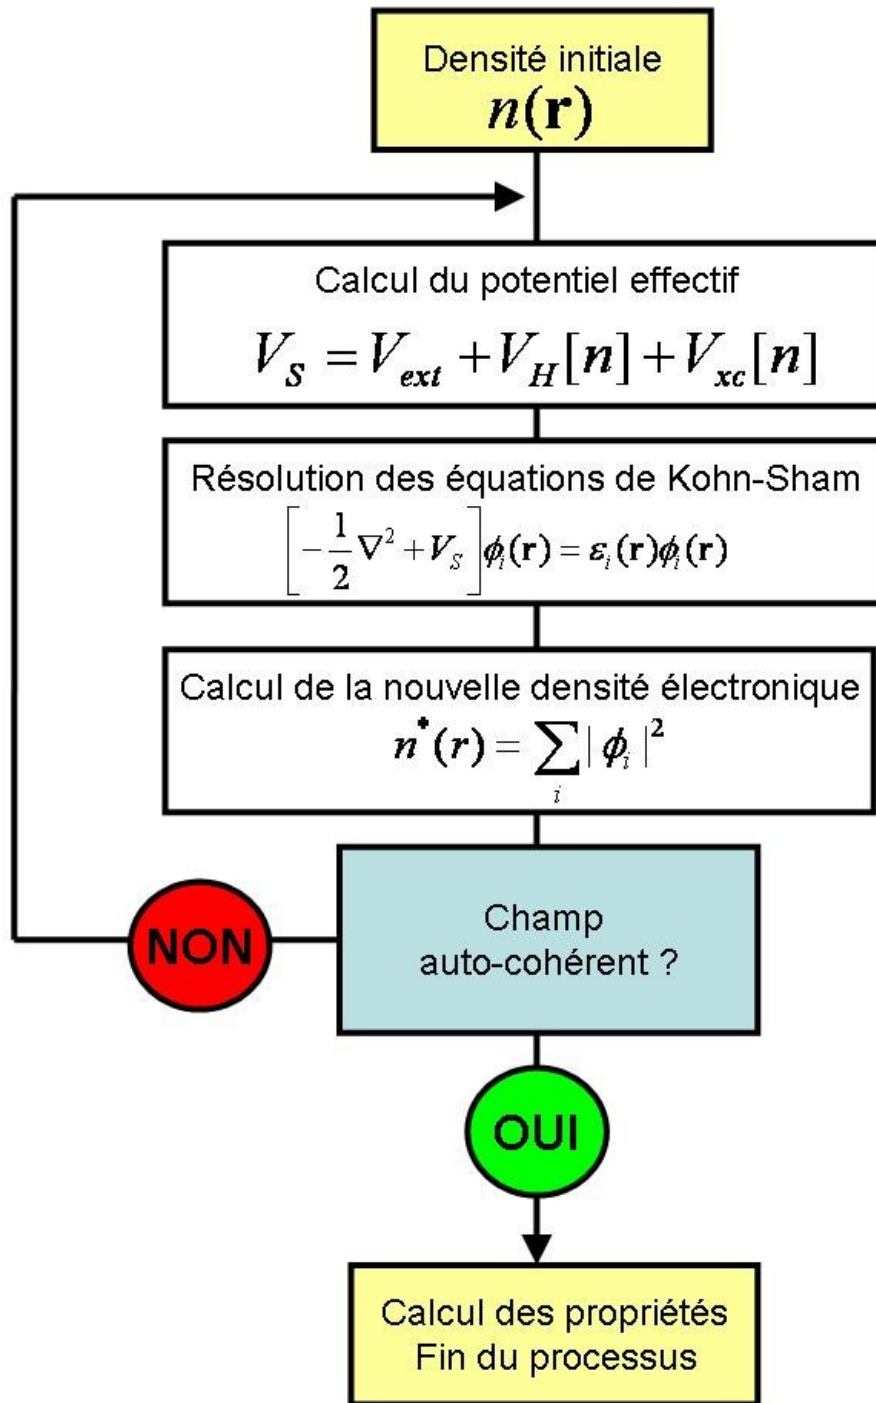 Densité initiale
n(r)
Calcul du potentiel effectif
V_S = V_ext + V_H[n] + V_xc[n]
Résolution des équations de Kohn-Sham
[-1/2 ∇² + V_S]ϕ_i(r) = ε_i(r)ϕ_i(r)
Calcul de la nouvelle densité électronique
n*(r) = ∑_i |ϕ_i|²
Champ
auto-cohérent ?
NON
OUI
Calcul des propriétés
Fin du processus